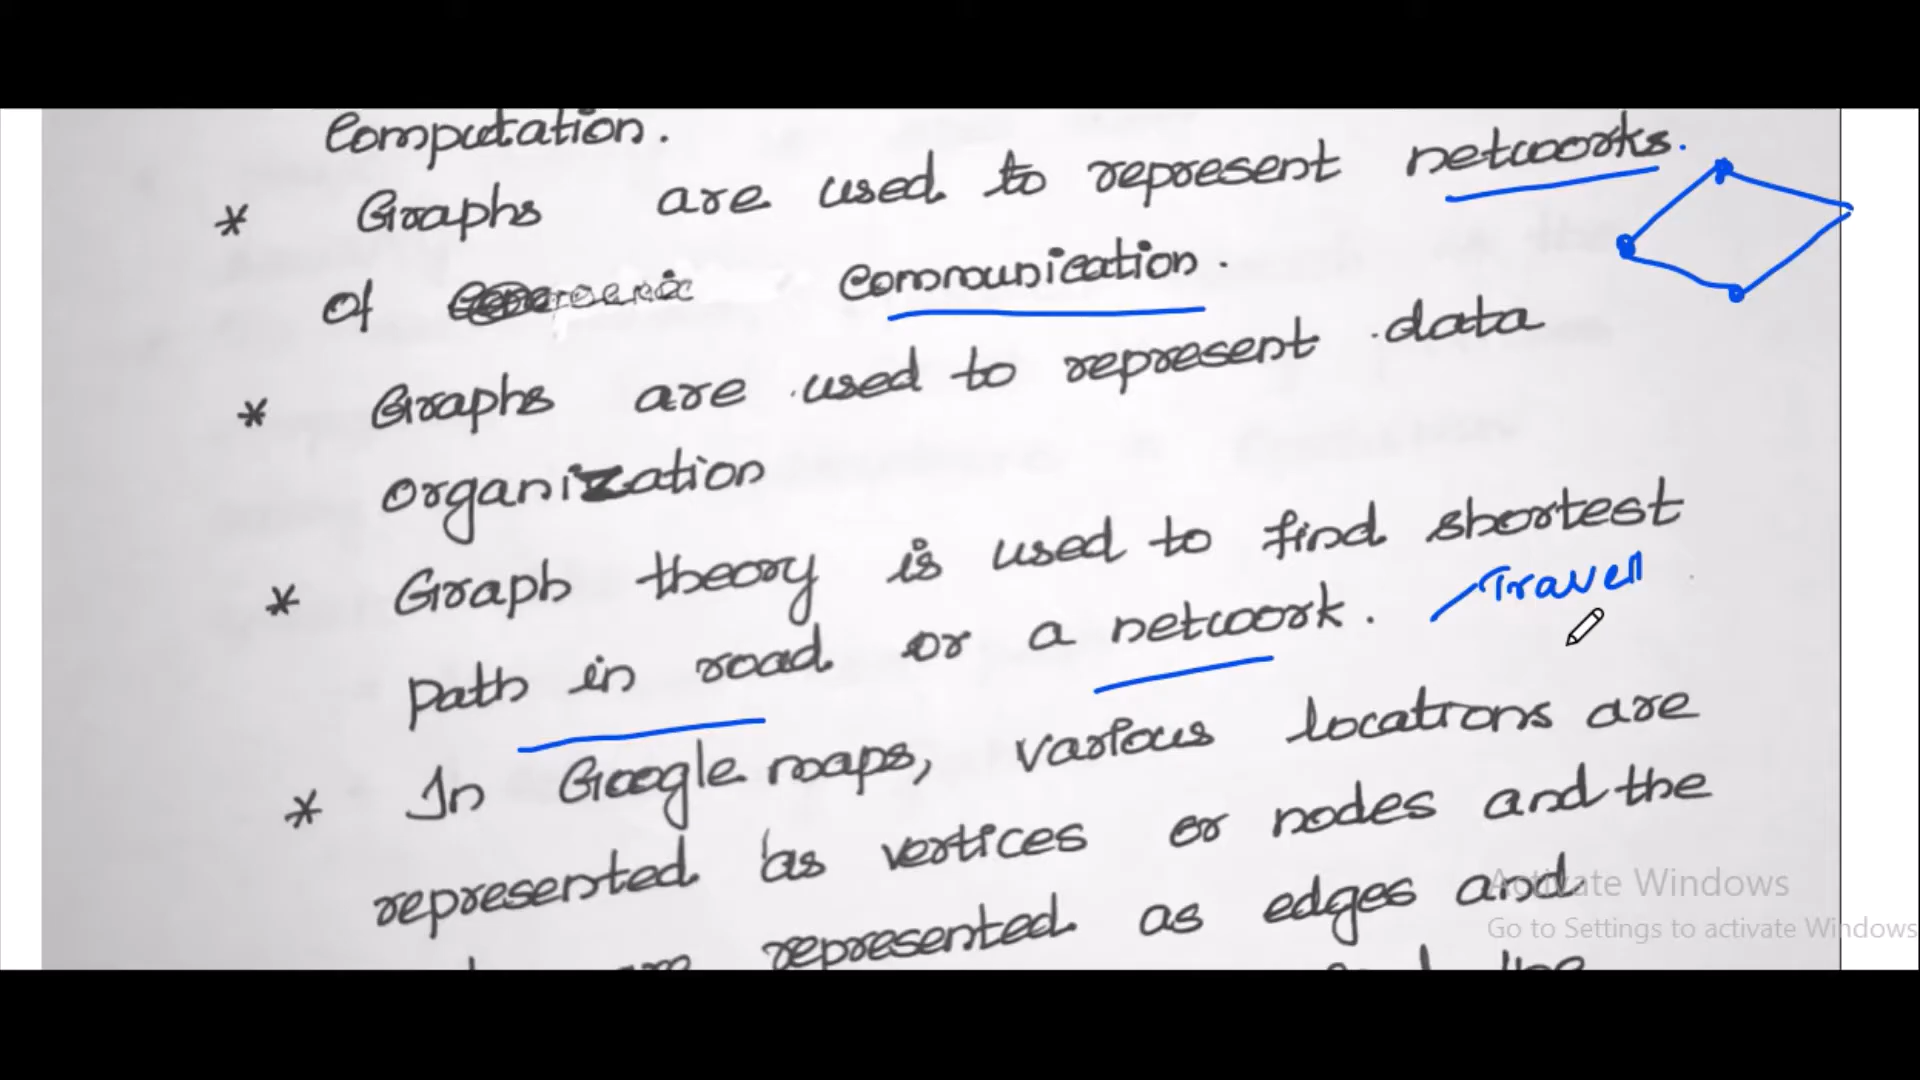 Computation.
* Graphs are used to represent networks.
of communication.
* Graphs are used to represent data
organization
* Graph theory is used to find shortest
Travel
path in road or a network.
* In Google maps, various locations are
represented as vertices or nodes and the
represented as edges and
the
Activate Windows
Go to Settings to activate Windows